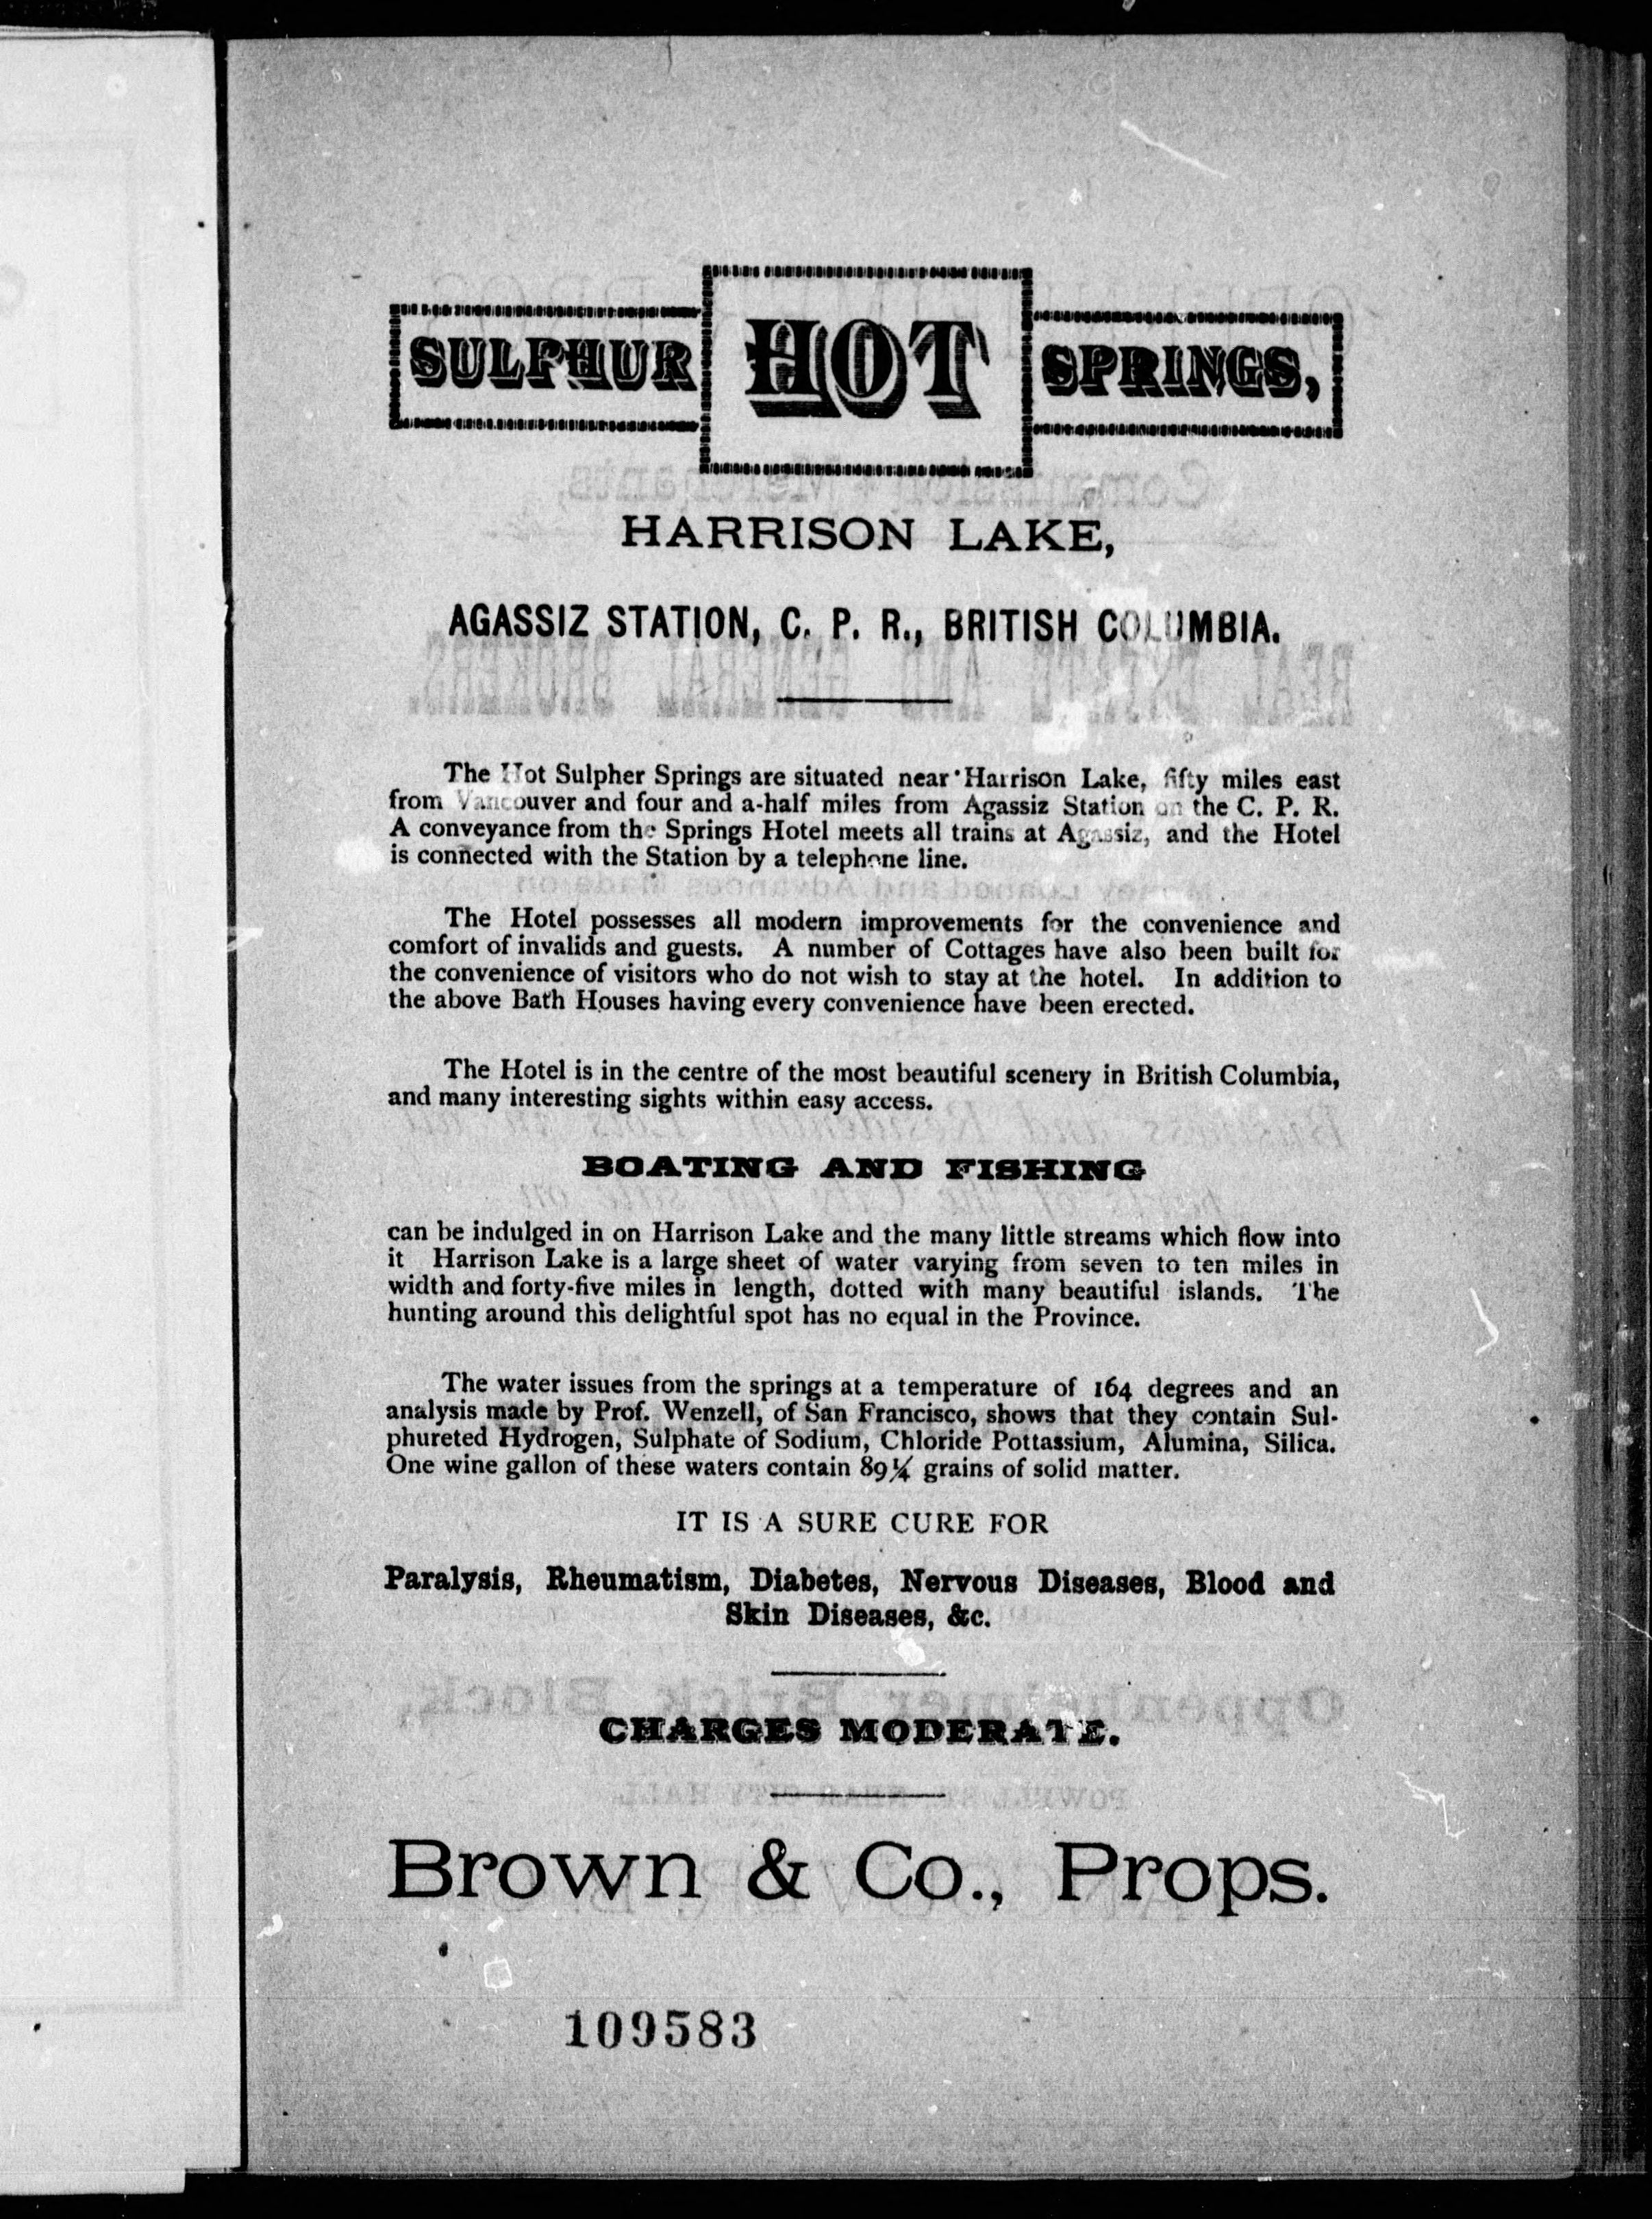 SULPHUR HOT SPRINGS,
HARRISON LAKE,
AGASSIZ STATION, C. P. R., BRITISH COLUMBIA.
The Hot Sulpher Springs are situated near Harrison Lake, fifty miles east
from Vancouver and four and a-half miles from Agassiz Station on the C. P. R.
A conveyance from the Springs Hotel meets all trains at Agassiz, and the Hotel
is connected with the Station by a telephone line.
The Hotel possesses all modern improvements for the convenience and
comfort of invalids and guests. A number of Cottages have also been built for
the convenience of visitors who do not wish to stay at the hotel. In addition to
the above Bath Houses having every convenience have been erected.
The Hotel is in the centre of the most beautiful scenery in British Columbia,
and many interesting sights within easy access.
BOATING AND FISHING
can be indulged in on Harrison Lake and the many little streams which flow into
it Harrison Lake is a large sheet of water varying from seven to ten miles in
width and forty-five miles in length, dotted with many beautiful islands. The
hunting around this delightful spot has no equal in the Province.
The water issues from the springs at a temperature of 164 degrees and an
analysis made by Prof. Wenzell, of San Francisco, shows that they contain Sul-
phureted Hydrogen, Sulphate of Sodium, Chloride Pottassium, Alumina, Silica.
One wine gallon of these waters contain 89¼ grains of solid matter.
IT IS A SURE CURE FOR
Paralysis, Rheumatism, Diabetes, Nervous Diseases, Blood and
Skin Diseases, &c.
CHARGES MODERATE.
Brown & Co., Props.
109583